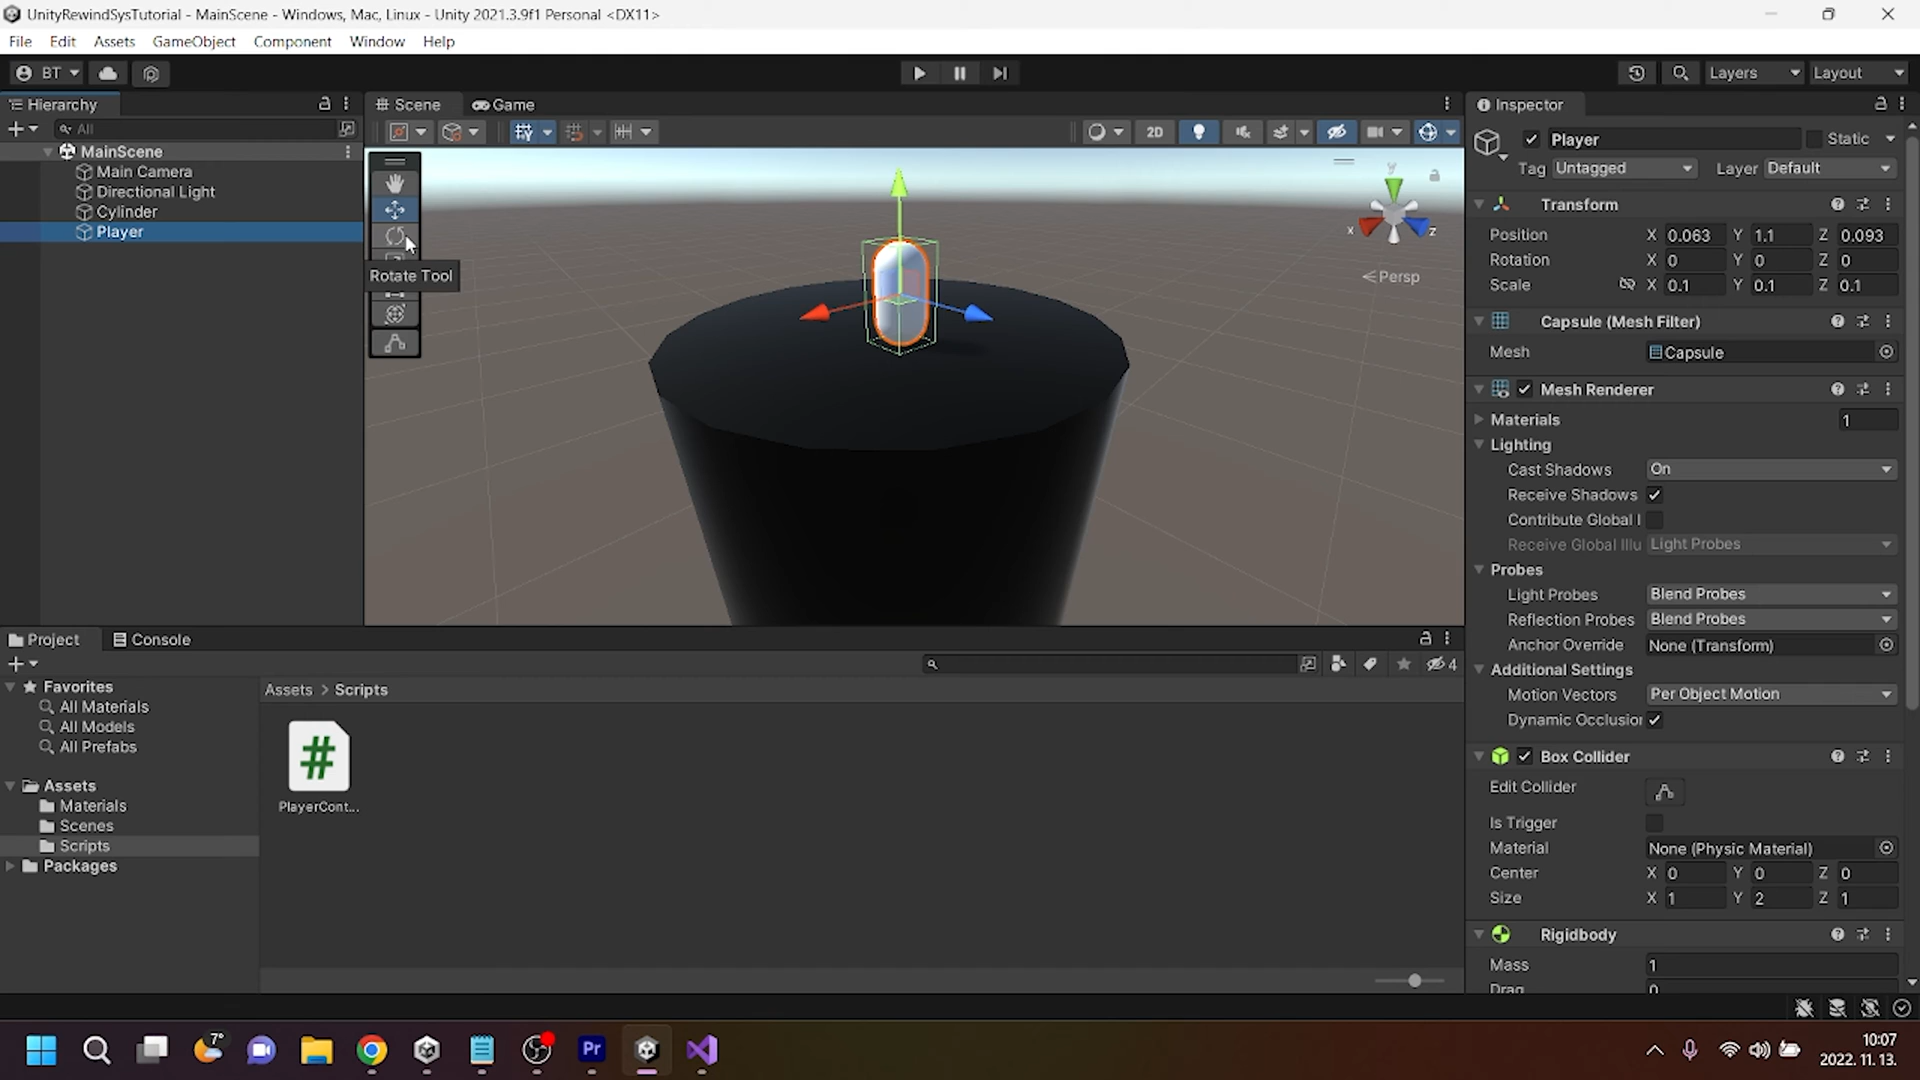 UnityRewindSysTutorial - MainScene - Windows, Mac, Linux - Unity 2021.3.9f1 Personal <DX11>
File Edit Assets GameObject Component Window Help
BT
Layers
Layout
Hierarchy
All
MainScene
Main Camera
Directional Light
Cylinder
Player
Scene
Game
2D
Rotate Tool
y
x
z
Persp
Inspector
Player
Static
Tag Untagged
Layer Default
Transform
Position X 0.063 Y 1.1 Z 0.093
Rotation X 0 Y 0 Z 0
Scale X 0.1 Y 0.1 Z 0.1
Capsule (Mesh Filter)
Mesh Capsule
Mesh Renderer
Materials 1
Lighting
Cast Shadows On
Receive Shadows
Contribute Global I
Receive Global Illu Light Probes
Probes
Light Probes Blend Probes
Reflection Probes Blend Probes
Anchor Override None (Transform)
Additional Settings
Motion Vectors Per Object Motion
Dynamic Occlusion
Box Collider
Edit Collider
Is Trigger
Material None (Physic Material)
Center X 0 Y 0 Z 0
Size X 1 Y 2 Z 1
Rigidbody
Mass 1
Drag 0
Project
Console
4
Favorites
All Materials
All Models
All Prefabs
Assets
Materials
Scenes
Scripts
Packages
Assets > Scripts
#
PlayerCont...
7°
Pr
10:07
2022. 11. 13.